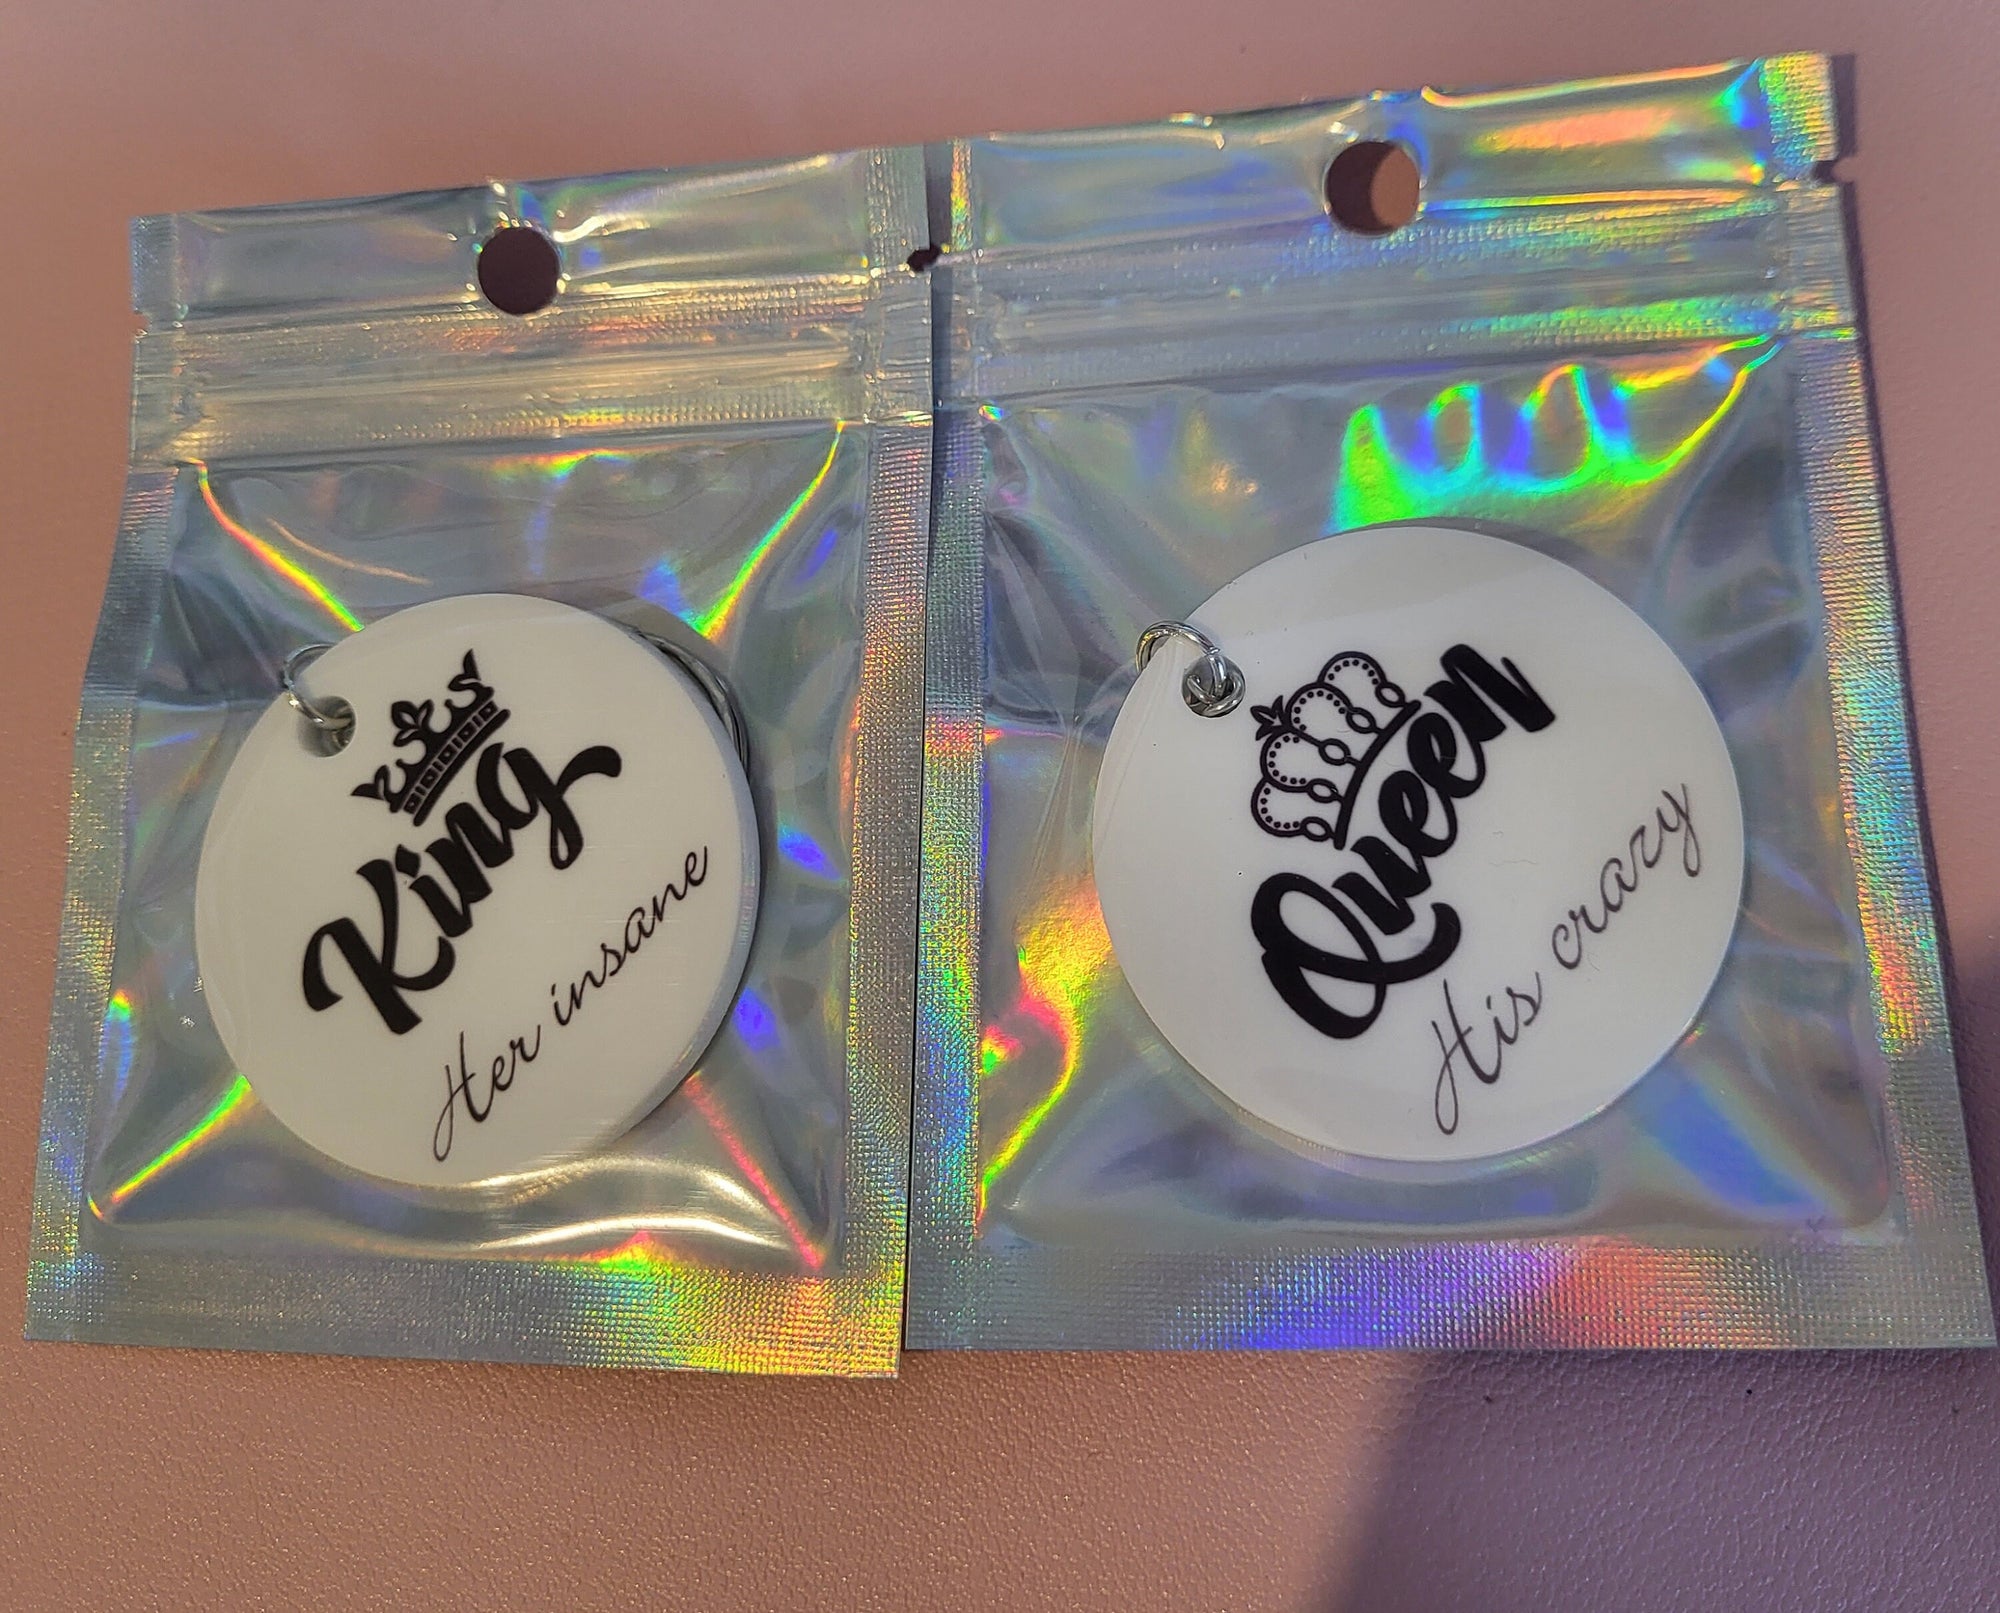 King
Her insane
Queen
His crazy